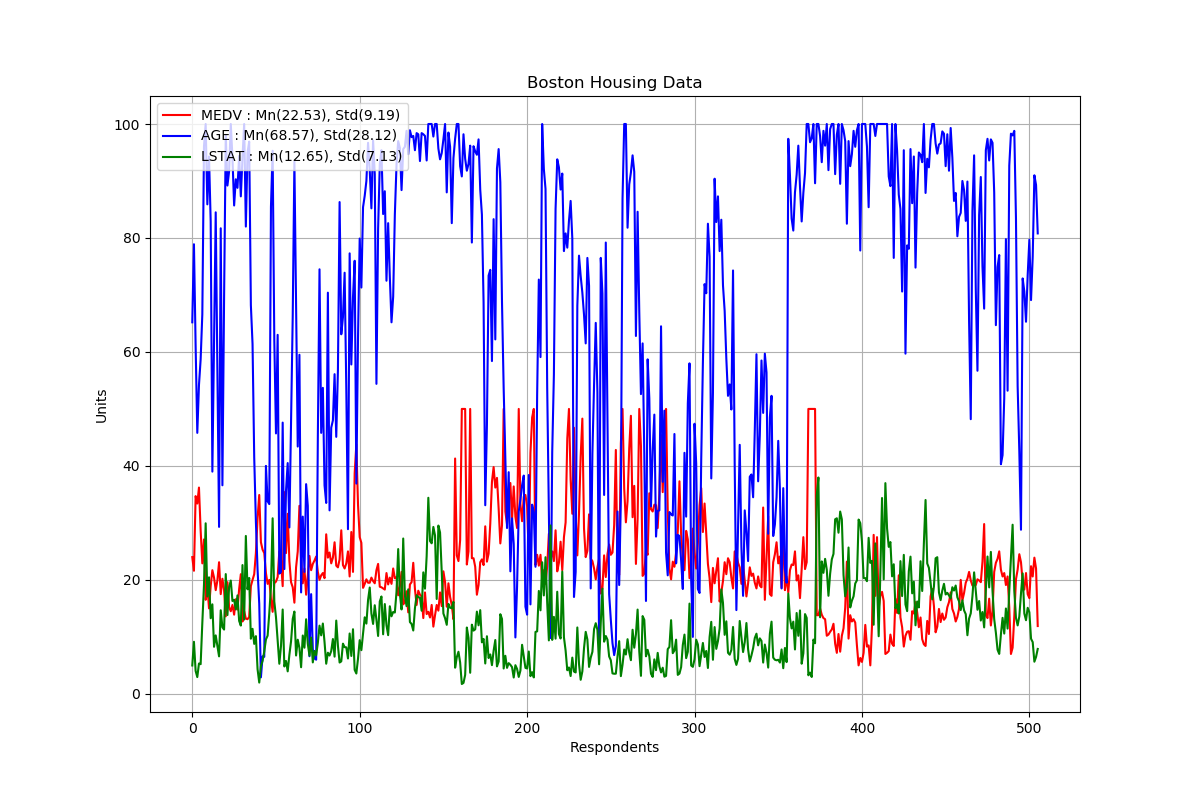 Boston Housing Data
MEDV : Mn(22.53), Std(9.19)
AGE : Mn(68.57), Std(28.12)
LSTAT : Mn(12.65), Std(7.13)
100
80
60
40
20
0
Units
0 100 200 300 400 500
Respondents